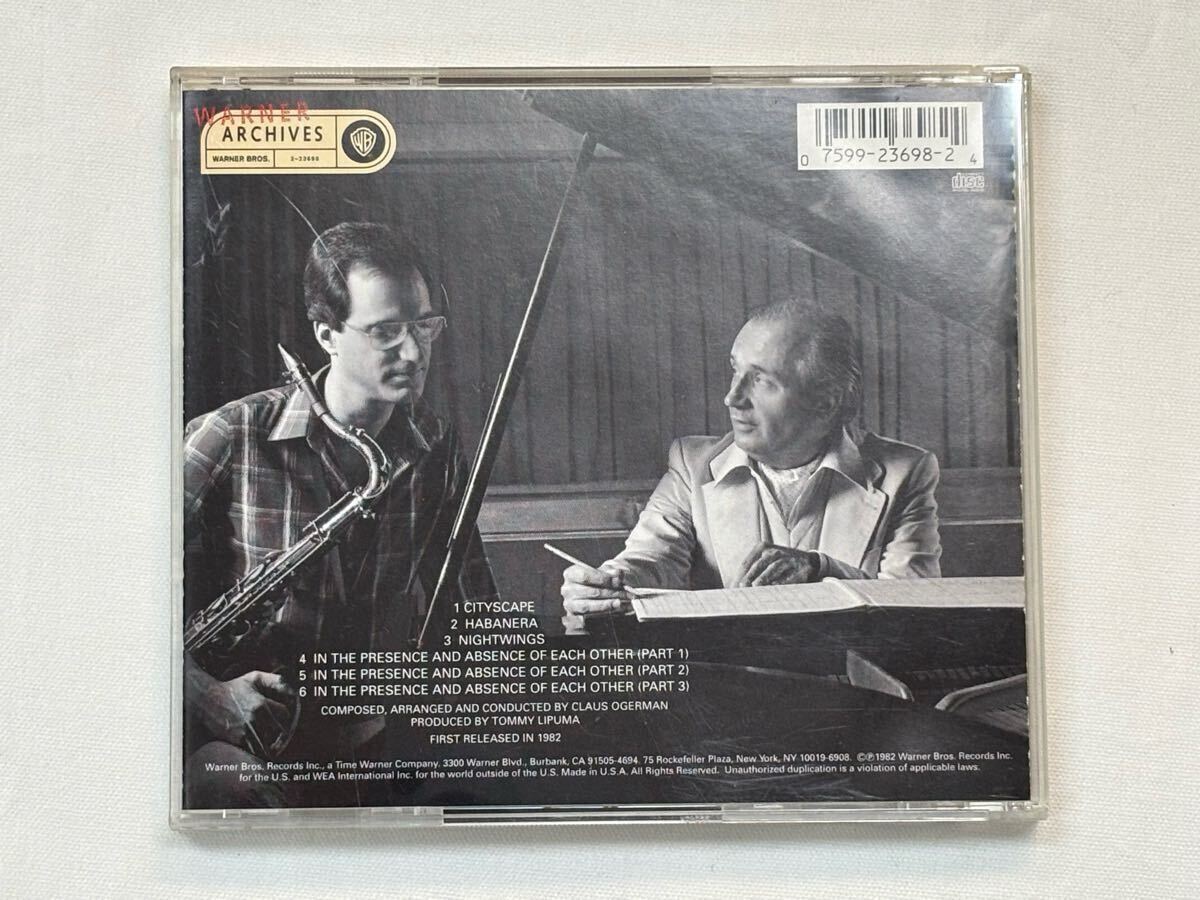 WARNER
ARCHIVES
WARNER BROS. 2-23698
WB
0 7599-23698-2 4
disc
1 CITYSCAPE
2 HABANERA
3 NIGHTWINGS
4 IN THE PRESENCE AND ABSENCE OF EACH OTHER (PART 1)
5 IN THE PRESENCE AND ABSENCE OF EACH OTHER (PART 2)
6 IN THE PRESENCE AND ABSENCE OF EACH OTHER (PART 3)
COMPOSED, ARRANGED AND CONDUCTED BY CLAUS OGERMAN
PRODUCED BY TOMMY LIPUMA
FIRST RELEASED IN 1982
Warner Bros. Records Inc., a Time Warner Company. 3300 Warner Blvd., Burbank, CA 91505-4694. 75 Rockefeller Plaza, New York, NY 10019-6908. ©℗1982 Warner Bros. Records Inc.
for the U.S. and WEA International Inc. for the world outside of the U.S. Made in U.S.A. All Rights Reserved. Unauthorized duplication is a violation of applicable laws.